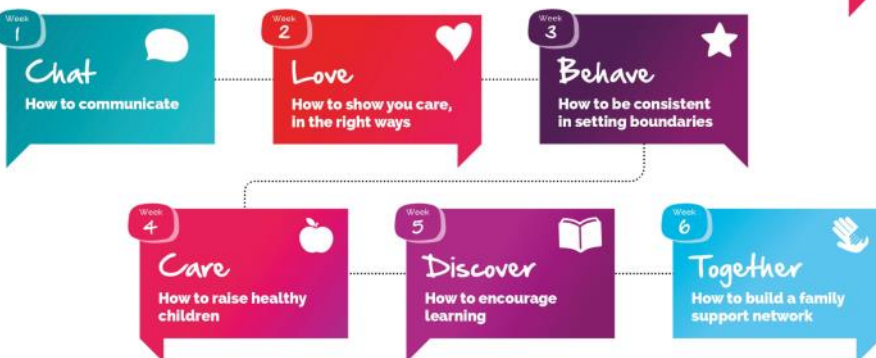 Week
1
Chat
How to communicate
Week
2
Love
How to show you care,
in the right ways
Week
3
Behave
How to be consistent
in setting boundaries
Week
4
Care
How to raise healthy
children
Week
5
Discover
How to encourage
learning
Week
6
Together
How to build a family
support network